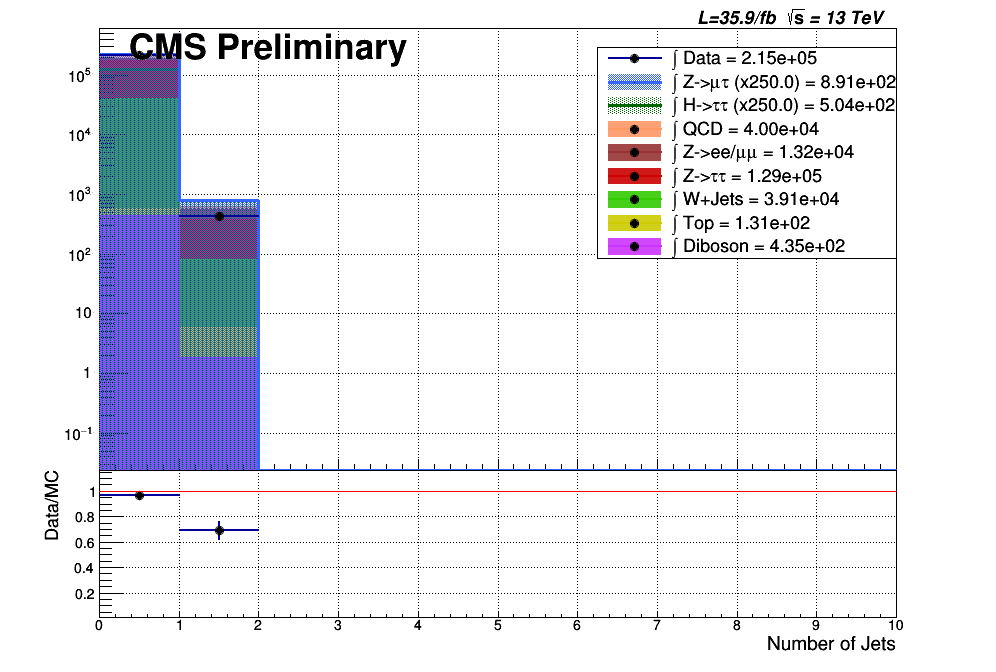 L=35.9/fb √s = 13 TeV
CMS Preliminary
∫ Data = 2.15e+05
∫ Z->μτ (x250.0) = 8.91e+02
∫ H->ττ (x250.0) = 5.04e+02
∫ QCD = 4.00e+04
∫ Z->ee/μμ = 1.32e+04
∫ Z->ττ = 1.29e+05
∫ W+Jets = 3.91e+04
∫ Top = 1.31e+02
∫ Diboson = 4.35e+02
10⁵
10⁴
10³
10²
10
1
10⁻¹
Data/MC
1
0.8
0.6
0.4
0.2
0 1 2 3 4 5 6 7 8 9 10
Number of Jets